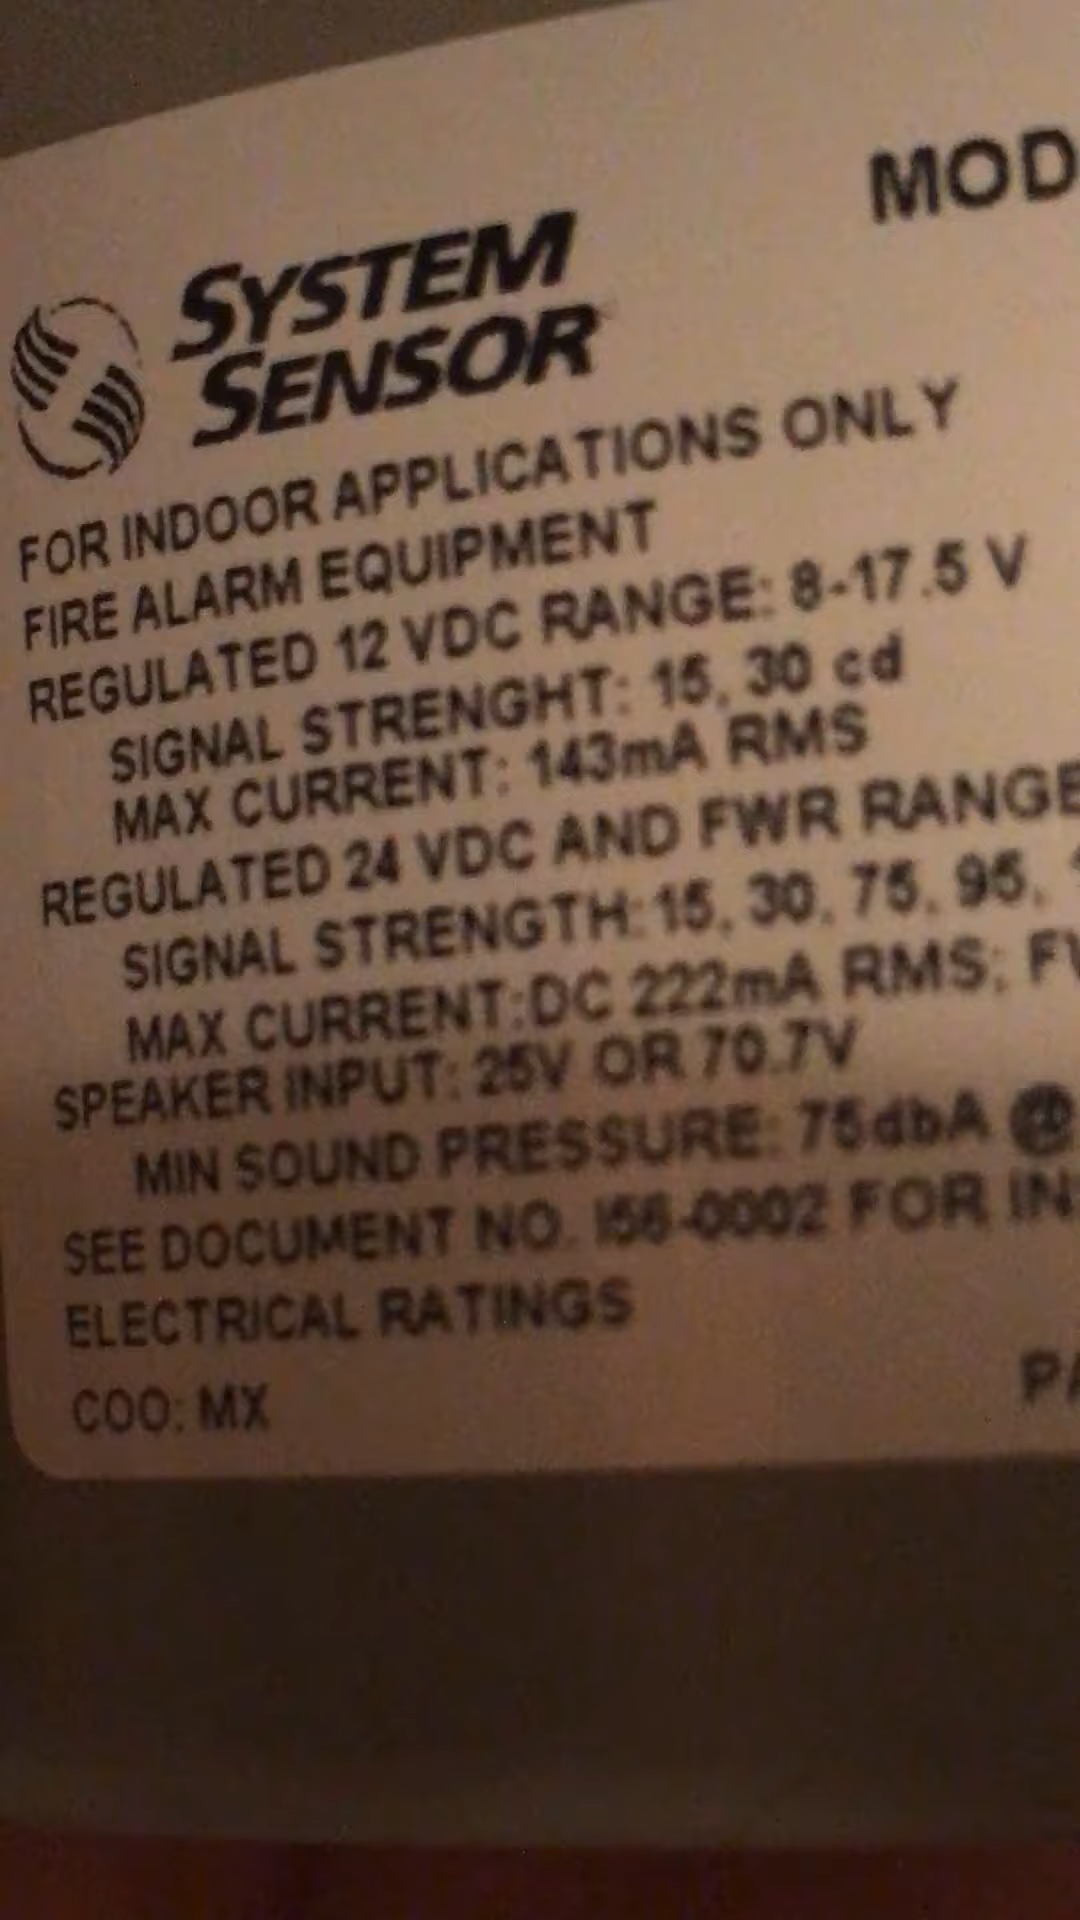 MOD
SYSTEM
SENSOR
FOR INDOOR APPLICATIONS ONLY
FIRE ALARM EQUIPMENT
REGULATED 12 VDC RANGE: 8-17.5 V
SIGNAL STRENGHT: 15, 30 cd
MAX CURRENT: 143mA RMS
REGULATED 24 VDC AND FWR RANGE
SIGNAL STRENGTH: 15, 30, 75, 95,
MAX CURRENT:DC 222mA RMS; F
SPEAKER INPUT: 25V OR 70.7V
MIN SOUND PRESSURE: 75dbA @
SEE DOCUMENT NO. I56-0002 FOR IN
ELECTRICAL RATINGS
COO: MX
PA